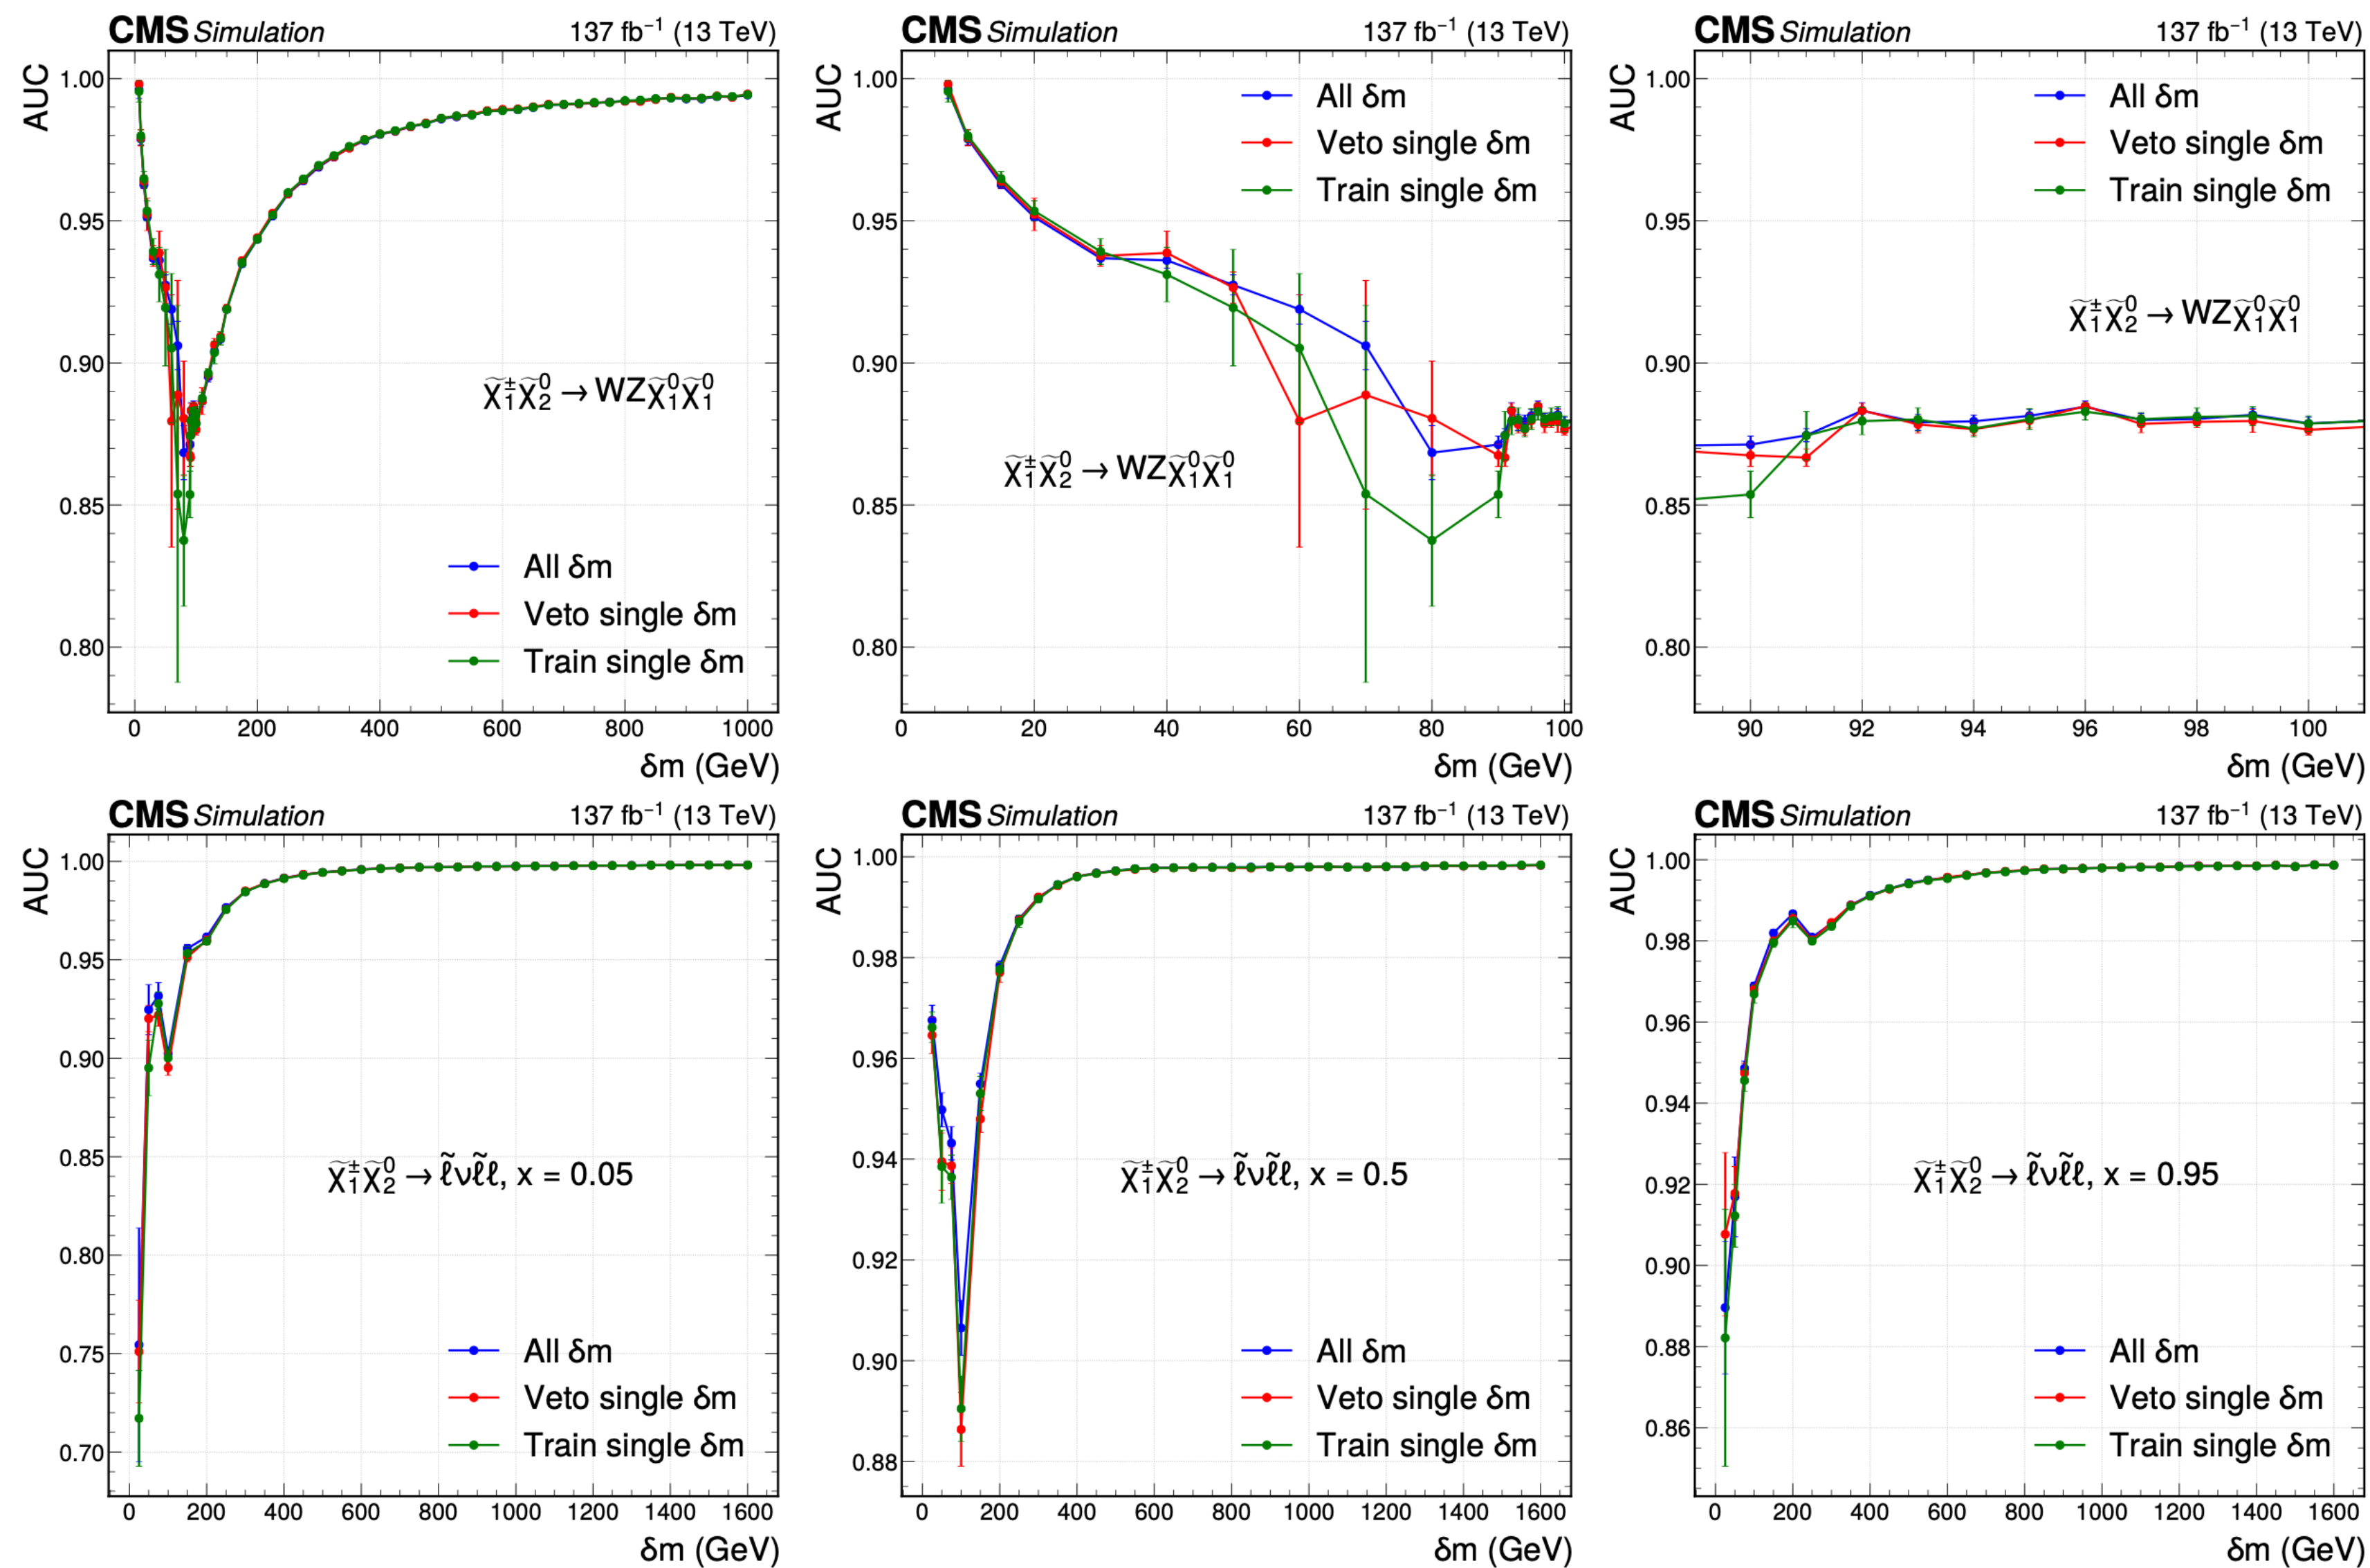 CMS Simulation 137 fb⁻¹ (13 TeV)
AUC
1.00
0.95
0.90
0.85
0.80
χ̃₁±χ̃₂⁰ → WZχ̃₁⁰χ̃₁⁰
All δm
Veto single δm
Train single δm
0 200 400 600 800 1000
δm (GeV)
CMS Simulation 137 fb⁻¹ (13 TeV)
AUC
1.00
0.95
0.90
0.85
0.80
All δm
Veto single δm
Train single δm
χ̃₁±χ̃₂⁰ → WZχ̃₁⁰χ̃₁⁰
0 20 40 60 80 100
δm (GeV)
CMS Simulation 137 fb⁻¹ (13 TeV)
AUC
1.00
0.95
0.90
0.85
0.80
All δm
Veto single δm
Train single δm
χ̃₁±χ̃₂⁰ → WZχ̃₁⁰χ̃₁⁰
90 92 94 96 98 100
δm (GeV)
CMS Simulation 137 fb⁻¹ (13 TeV)
AUC
1.00
0.95
0.90
0.85
0.80
0.75
0.70
χ̃₁±χ̃₂⁰ → ℓ̃νℓ̃ℓ, x = 0.05
All δm
Veto single δm
Train single δm
0 200 400 600 800 1000 1200 1400 1600
δm (GeV)
CMS Simulation 137 fb⁻¹ (13 TeV)
AUC
1.00
0.98
0.96
0.94
0.92
0.90
0.88
χ̃₁±χ̃₂⁰ → ℓ̃νℓ̃ℓ, x = 0.5
All δm
Veto single δm
Train single δm
0 200 400 600 800 1000 1200 1400 1600
δm (GeV)
CMS Simulation 137 fb⁻¹ (13 TeV)
AUC
1.00
0.98
0.96
0.94
0.92
0.90
0.88
0.86
χ̃₁±χ̃₂⁰ → ℓ̃νℓ̃ℓ, x = 0.95
All δm
Veto single δm
Train single δm
0 200 400 600 800 1000 1200 1400 1600
δm (GeV)